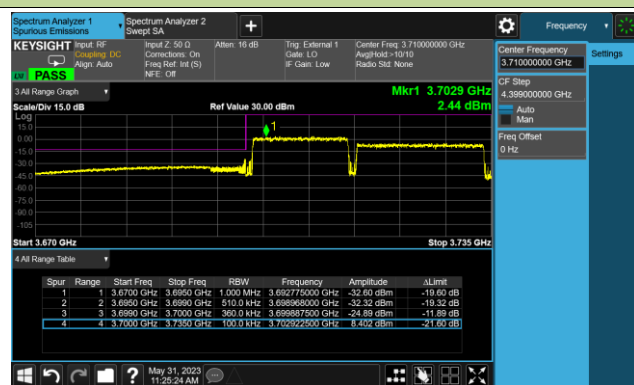 Spectrum Analyzer 1
Spurious Emissions
Spectrum Analyzer 2
Swept SA
Frequency
KEYSIGHT
Input: RF
Coupling: DC
Align: Auto
Input Z: 50 Ω
Corrections: On
Freq Ref: Int (S)
NFE: Off
Atten: 16 dB
Trig: External 1
Gate: LO
IF Gain: Low
Center Freq: 3.710000000 GHz
Avg|Hold:>10/10
Radio Std: None
PASS
Center Frequency
3.710000000 GHz
Settings
CF Step
4.399000000 GHz
Auto
Man
Freq Offset
0 Hz
3 All Range Graph
Mkr1 3.7029 GHz
2.44 dBm
Scale/Div 15.0 dB
Ref Value 30.00 dBm
Log
15.0
0.00
-15.0
-30.0
-45.0
-60.0
-75.0
-90.0
-105
1
Start 3.670 GHz
Stop 3.735 GHz
4 All Range Table
Spur Range Start Freq Stop Freq RBW Frequency Amplitude ΔLimit
1 1 3.6700 GHz 3.6950 GHz 1.000 MHz 3.692775000 GHz -32.60 dBm -19.60 dB
2 2 3.6950 GHz 3.6990 GHz 510.0 kHz 3.698968000 GHz -32.32 dBm -19.32 dB
3 3 3.6990 GHz 3.7000 GHz 360.0 kHz 3.699887500 GHz -24.89 dBm -11.89 dB
4 4 3.7000 GHz 3.7350 GHz 100.0 kHz 3.702922500 GHz 8.402 dBm -21.60 dB
May 31, 2023
11:25:24 AM